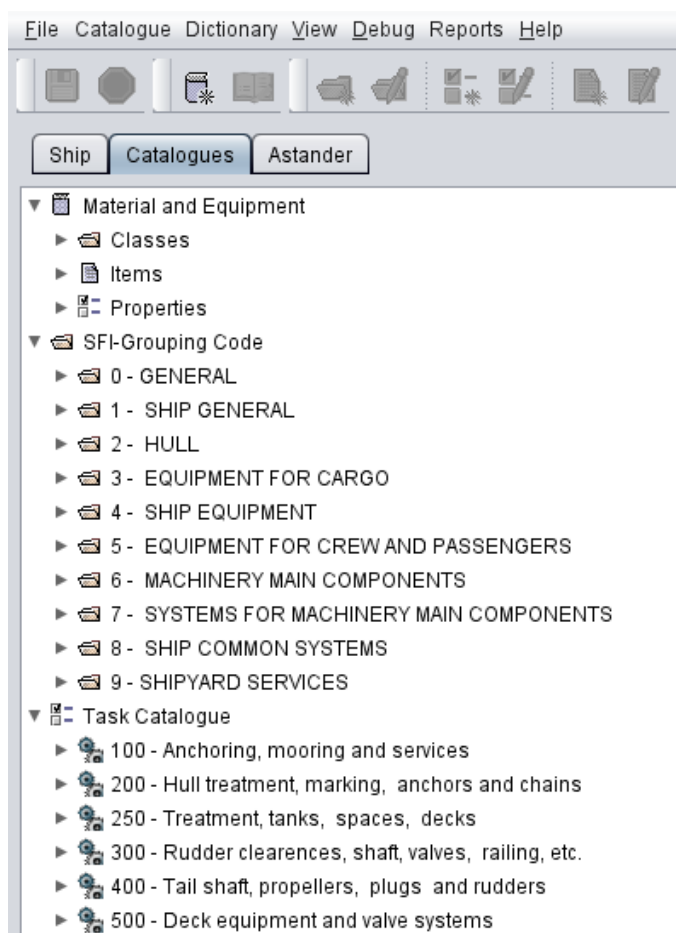 File Catalogue Dictionary View Debug Reports Help
Ship Catalogues Astander
Material and Equipment
Classes
Items
Properties
SFI-Grouping Code
0 - GENERAL
1 - SHIP GENERAL
2 - HULL
3 - EQUIPMENT FOR CARGO
4 - SHIP EQUIPMENT
5 - EQUIPMENT FOR CREW AND PASSENGERS
6 - MACHINERY MAIN COMPONENTS
7 - SYSTEMS FOR MACHINERY MAIN COMPONENTS
8 - SHIP COMMON SYSTEMS
9 - SHIPYARD SERVICES
Task Catalogue
100 - Anchoring, mooring and services
200 - Hull treatment, marking, anchors and chains
250 - Treatment, tanks, spaces, decks
300 - Rudder clearences, shaft, valves, railing, etc.
400 - Tail shaft, propellers, plugs and rudders
500 - Deck equipment and valve systems